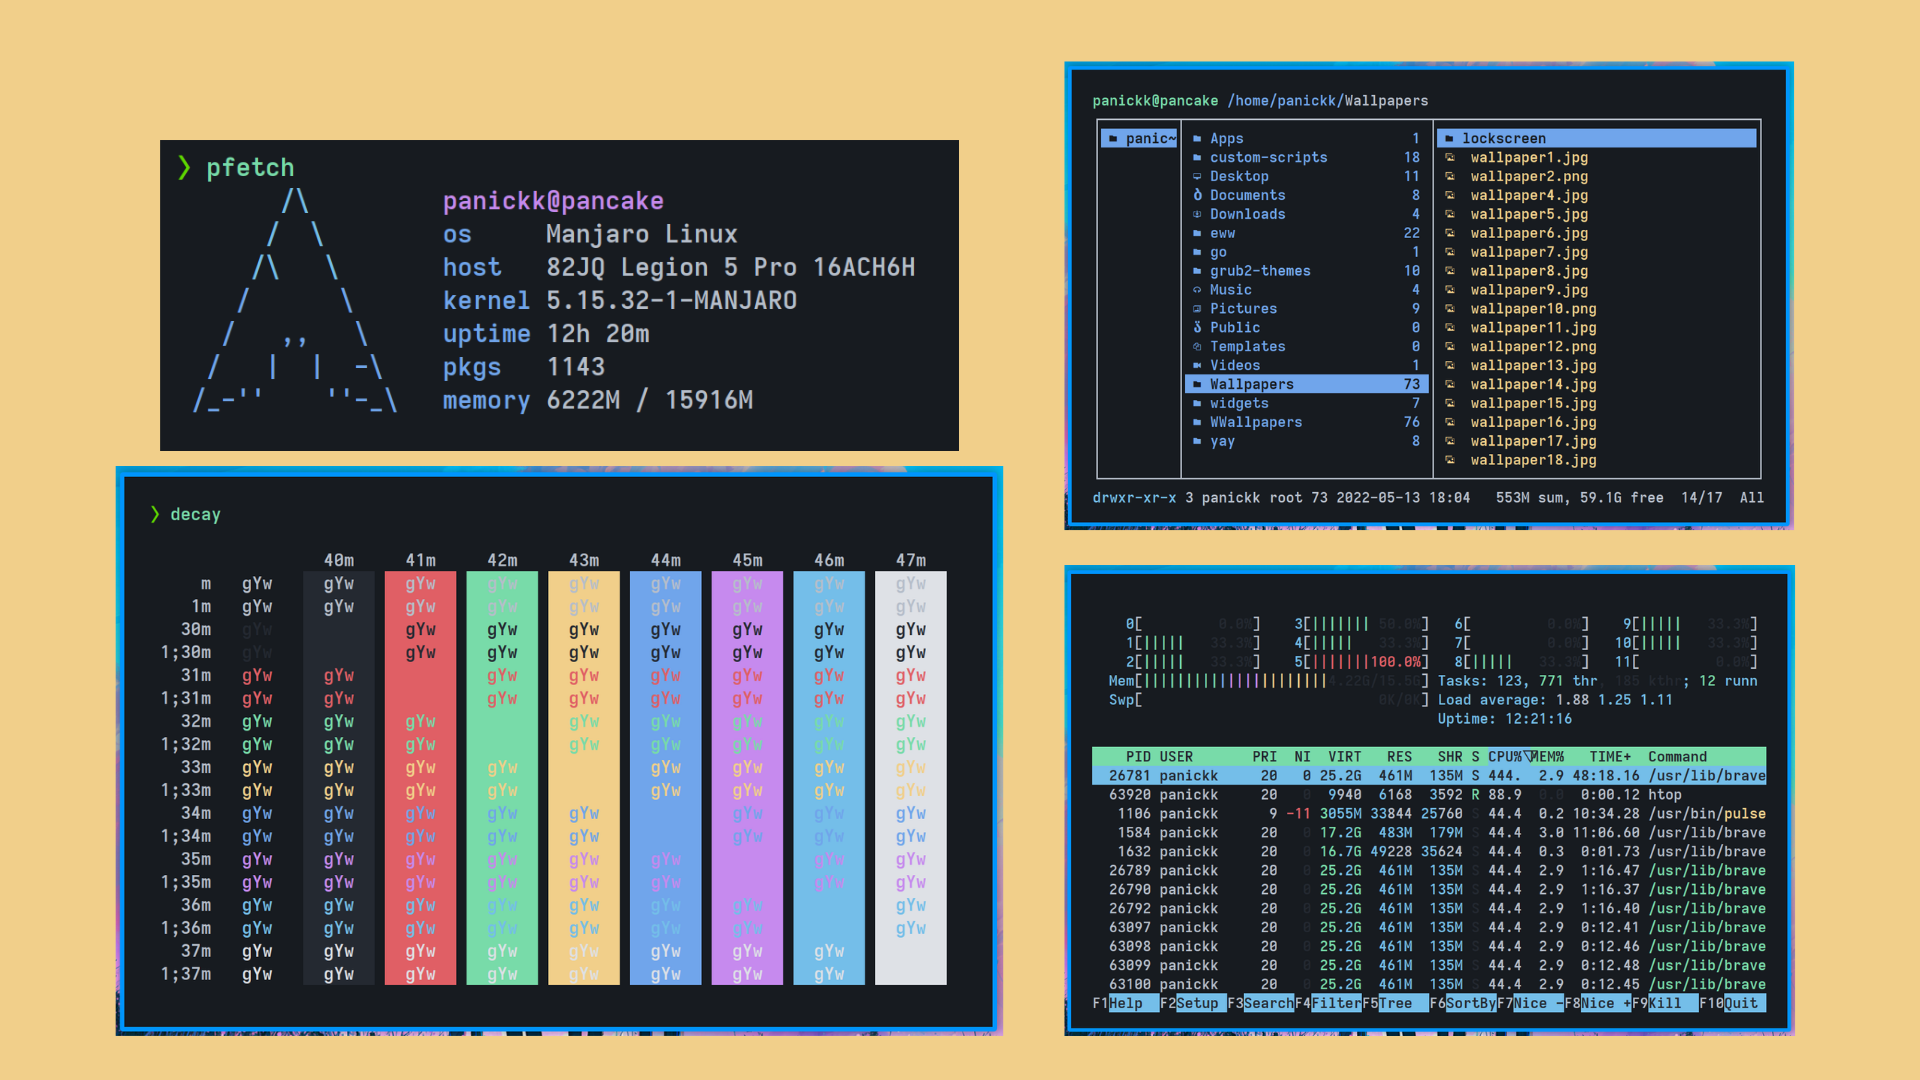 ❯ pfetch
panickk@pancake
os Manjaro Linux
host 82JQ Legion 5 Pro 16ACH6H
kernel 5.15.32-1-MANJARO
uptime 12h 20m
pkgs 1143
memory 6222M / 15916M
❯ decay
40m 41m 42m 43m 44m 45m 46m 47m
m gYw gYw gYw gYw gYw gYw gYw gYw gYw
1m gYw gYw gYw gYw gYw gYw gYw gYw gYw
30m gYw gYw gYw gYw gYw gYw gYw gYw
1;30m gYw gYw gYw gYw gYw gYw gYw gYw
31m gYw gYw gYw gYw gYw gYw gYw gYw
1;31m gYw gYw gYw gYw gYw gYw gYw gYw
32m gYw gYw gYw gYw gYw gYw gYw gYw
1;32m gYw gYw gYw gYw gYw gYw gYw gYw
33m gYw gYw gYw gYw gYw gYw gYw gYw
1;33m gYw gYw gYw gYw gYw gYw gYw gYw
34m gYw gYw gYw gYw gYw gYw gYw gYw
1;34m gYw gYw gYw gYw gYw gYw gYw gYw
35m gYw gYw gYw gYw gYw gYw gYw gYw
1;35m gYw gYw gYw gYw gYw gYw gYw gYw
36m gYw gYw gYw gYw gYw gYw gYw gYw
1;36m gYw gYw gYw gYw gYw gYw gYw gYw
37m gYw gYw gYw gYw gYw gYw gYw gYw
1;37m gYw gYw gYw gYw gYw gYw gYw gYw
panickk@pancake /home/panickk/Wallpapers
panic~ Apps 1 lockscreen
custom-scripts 18 wallpaper1.jpg
Desktop 11 wallpaper2.png
Documents 8 wallpaper4.jpg
Downloads 4 wallpaper5.jpg
eww 22 wallpaper6.jpg
go 1 wallpaper7.jpg
grub2-themes 10 wallpaper8.jpg
Music 4 wallpaper9.jpg
Pictures 9 wallpaper10.png
Public 0 wallpaper11.jpg
Templates 0 wallpaper12.png
Videos 1 wallpaper13.jpg
Wallpapers 73 wallpaper14.jpg
widgets 7 wallpaper15.jpg
WWallpapers 76 wallpaper16.jpg
yay 8 wallpaper17.jpg
wallpaper18.jpg
drwxr-xr-x 3 panickk root 73 2022-05-13 18:04 553M sum, 59.1G free 14/17 All
0[ 0.0%] 3[||||||| 50.0%] 6[ 0.0%] 9[||||| 33.3%]
1[||||| 33.3%] 4[||||| 33.3%] 7[ 0.0%] 10[||||| 33.3%]
2[||||| 33.3%] 5[|||||||100.0%] 8[||||| 33.3%] 11[ 0.0%]
Mem[||||||||||||||||||||||4.22G/15.5G] Tasks: 123, 771 thr, 185 kthr; 12 runn
Swp[ 0K/0K] Load average: 1.88 1.25 1.11
Uptime: 12:21:16
PID USER PRI NI VIRT RES SHR S CPU%▽MEM% TIME+ Command
26781 panickk 20 0 25.2G 461M 135M S 444. 2.9 48:18.16 /usr/lib/brave
63920 panickk 20 0 9940 6168 3592 R 88.9 0.0 0:00.12 htop
1106 panickk 9 -11 3055M 33844 25760 S 44.4 0.2 10:34.28 /usr/bin/pulse
1584 panickk 20 0 17.2G 483M 179M S 44.4 3.0 11:06.60 /usr/lib/brave
1632 panickk 20 0 16.7G 49228 35624 S 44.4 0.3 0:01.73 /usr/lib/brave
26789 panickk 20 0 25.2G 461M 135M S 44.4 2.9 1:16.47 /usr/lib/brave
26790 panickk 20 0 25.2G 461M 135M S 44.4 2.9 1:16.37 /usr/lib/brave
26792 panickk 20 0 25.2G 461M 135M S 44.4 2.9 1:16.40 /usr/lib/brave
63097 panickk 20 0 25.2G 461M 135M S 44.4 2.9 0:12.41 /usr/lib/brave
63098 panickk 20 0 25.2G 461M 135M S 44.4 2.9 0:12.46 /usr/lib/brave
63099 panickk 20 0 25.2G 461M 135M S 44.4 2.9 0:12.48 /usr/lib/brave
63100 panickk 20 0 25.2G 461M 135M S 44.4 2.9 0:12.45 /usr/lib/brave
F1Help F2Setup F3SearchF4FilterF5Tree F6SortByF7Nice -F8Nice +F9Kill F10Quit